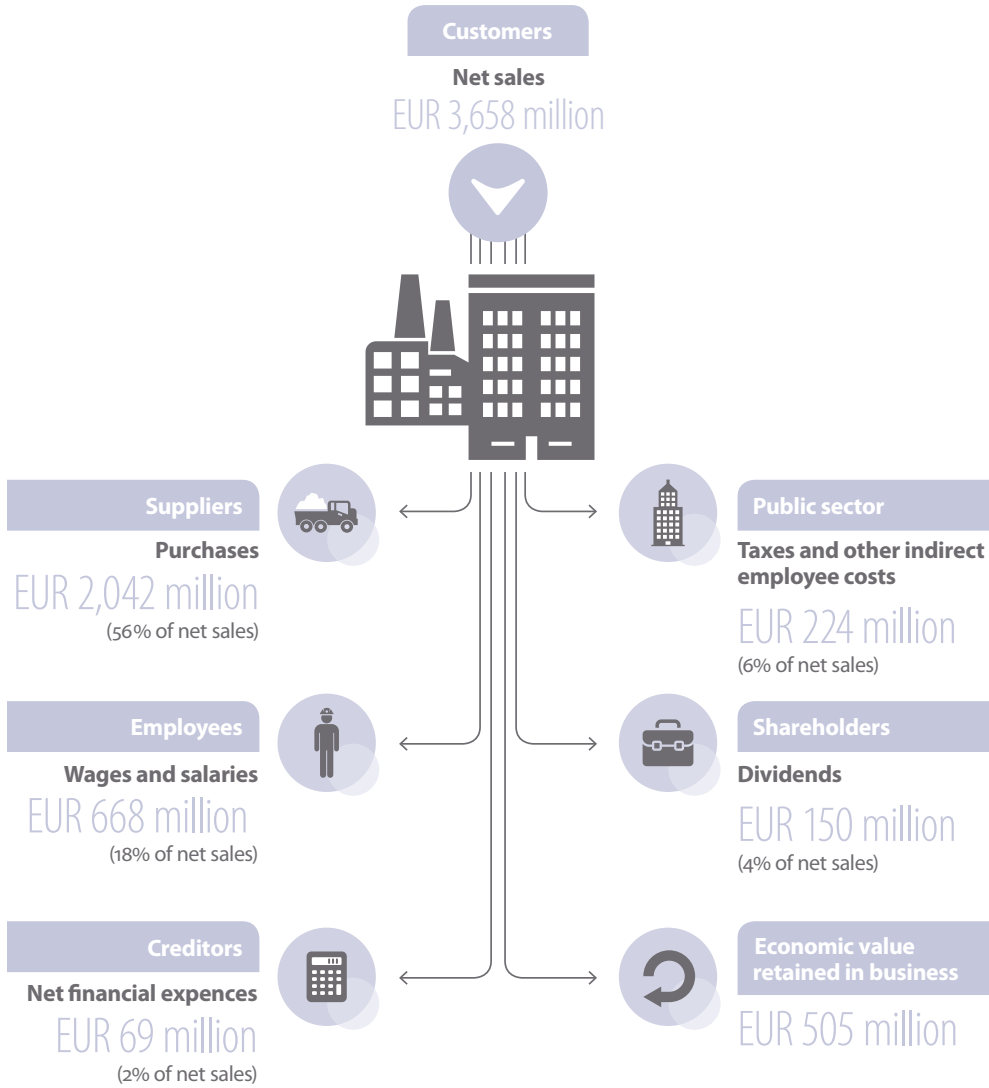 Customers
Net sales
EUR 3,658 million
Suppliers
Purchases
EUR 2,042 million
(56% of net sales)
Public sector
Taxes and other indirect
employee costs
EUR 224 million
(6% of net sales)
Employees
Wages and salaries
EUR 668 million
(18% of net sales)
Shareholders
Dividends
EUR 150 million
(4% of net sales)
Creditors
Net financial expences
EUR 69 million
(2% of net sales)
Economic value
retained in business
EUR 505 million